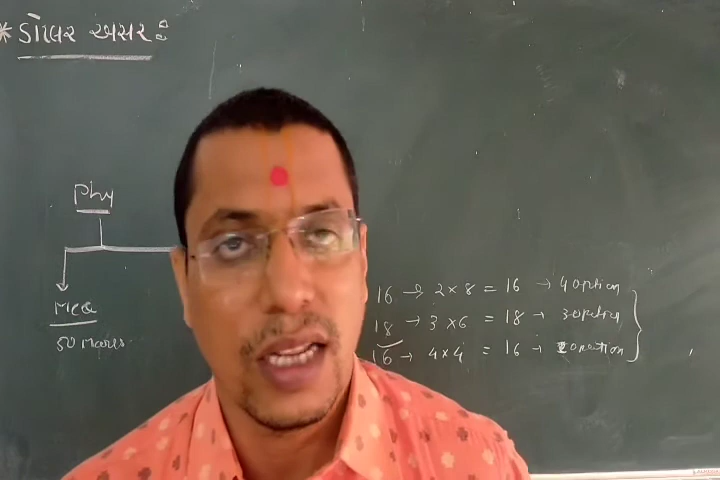 * ડોપ્લર અસર :
Phy
Mcq
50 Marks
16 → 2 × 8 = 16 → 4 option
18 → 3 × 6 = 18 → 3 option
16 → 4 × 4 = 16 → 2 option